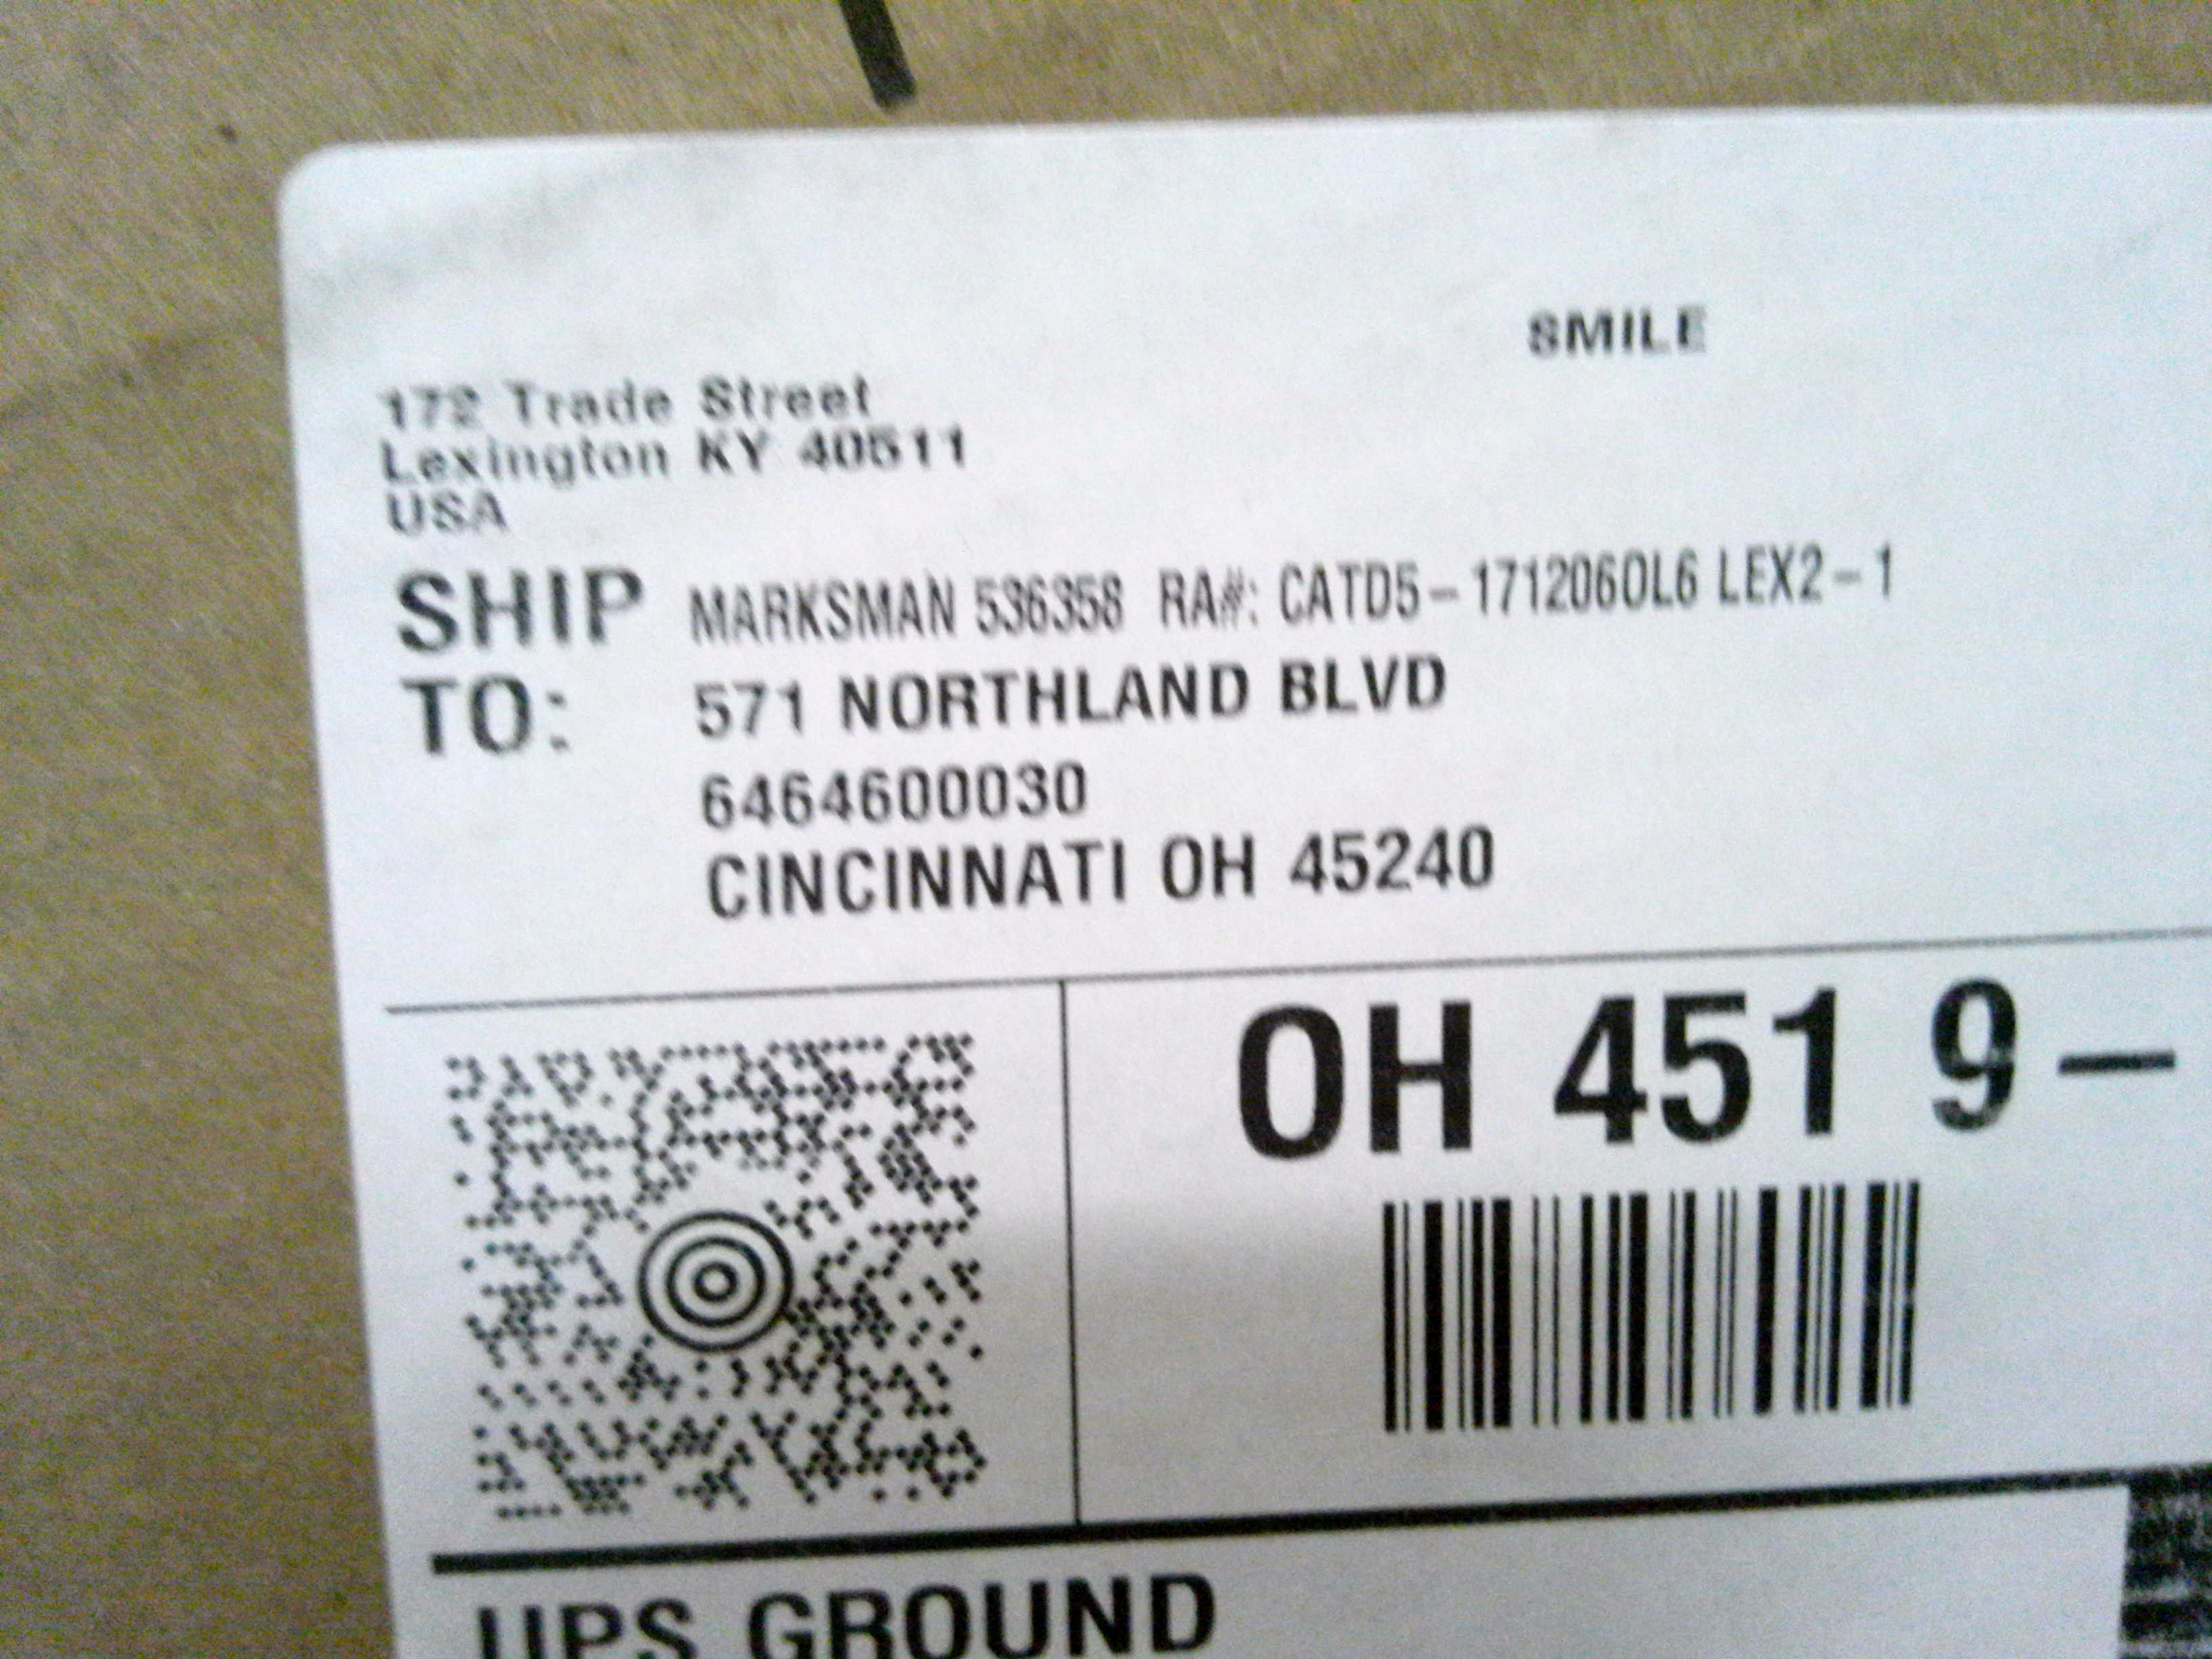 SMILE
172 Trade Street
Lexington KY 40511
USA
SHIP TO:
MARKSMAN 536358 RA#: CATD5-171206OL6 LEX2-1
571 NORTHLAND BLVD
6464600030
CINCINNATI OH 45240
OH 451 9-
UPS GROUND